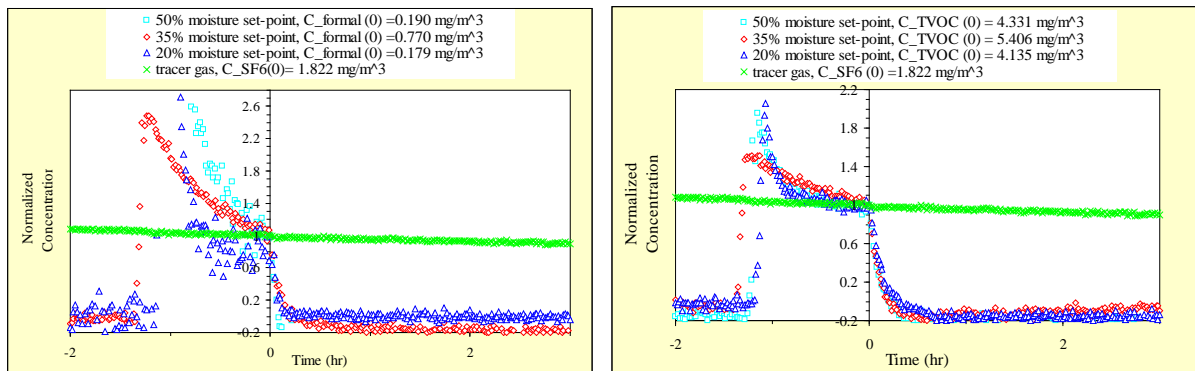 50% moisture set-point, C_formal (0) =0.190 mg/m^3
35% moisture set-point, C_formal (0)=0.770 mg/m^3
20% moisture set-point, C_formal (0)=0.179 mg/m^3
tracer gas, C_SF6(0)= 1.822 mg/m^3
2.6
2.2
1.8
1.4
0.6
0.2
-0.2
-2
0
2
Normalized
Concentration
Time (hr)
50% moisture set-point, C_TVOC (0) = 4.331 mg/m^3
35% moisture set-point, C_TVOC (0) = 5.406 mg/m^3
20% moisture set-point, C_TVOC (0) = 4.135 mg/m^3
tracer gas, C_SF6 (0) =1.822 mg/m^3
2.2
1.8
1.4
0.6
0.2
-0.2
-2
0
2
Normalized
Concentration
Time (hr)